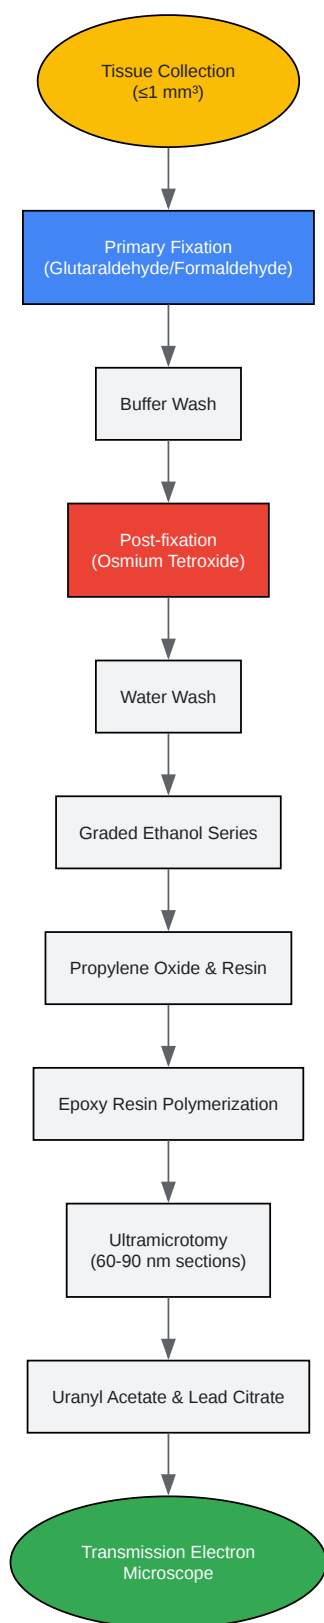 Tissue Collection
(≤1 mm³)
Primary Fixation
(Glutaraldehyde/Formaldehyde)
Buffer Wash
Post-fixation
(Osmium Tetroxide)
Water Wash
Graded Ethanol Series
Propylene Oxide & Resin
Epoxy Resin Polymerization
Ultramicrotomy
(60-90 nm sections)
Uranyl Acetate & Lead Citrate
Transmission Electron
Microscope